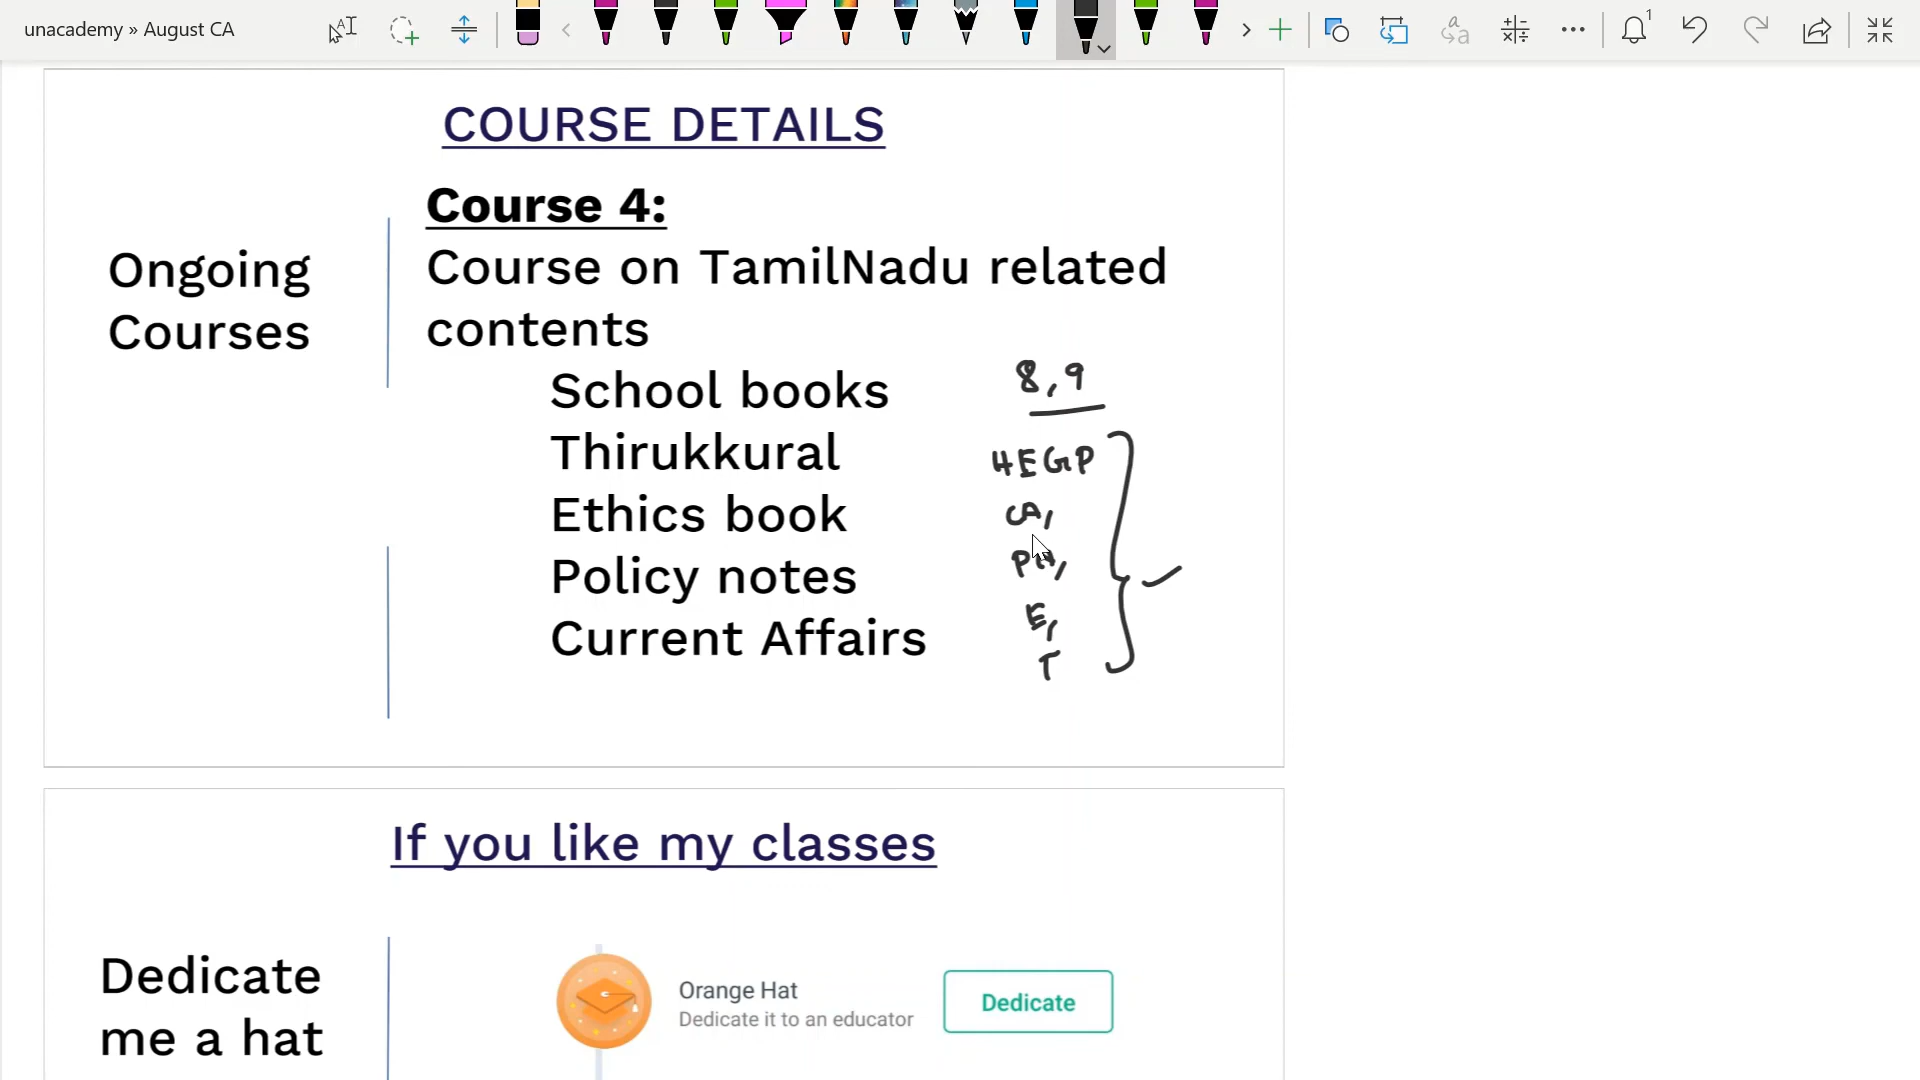 unacademy » August CA
1
COURSE DETAILS
Ongoing
Courses
Course 4:
Course on TamilNadu related
contents
School books
Thirukkural
Ethics book
Policy notes
Current Affairs
8,9
HEGP
CA,
E,
T
If you like my classes
Dedicate
me a hat
Orange Hat
Dedicate it to an educator
Dedicate